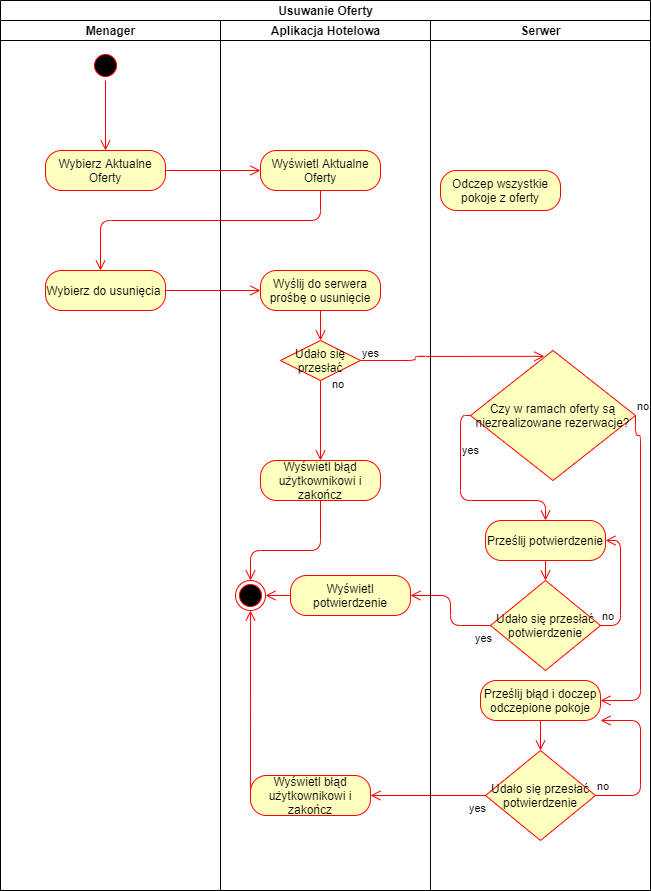 Usuwanie Oferty
Menager
Aplikacja Hotelowa
Serwer
Wybierz Aktualne
Oferty
Wyświetl Aktualne
Oferty
Odczep wszystkie
pokoje z oferty
Wybierz do usunięcia
Wyślij do serwera
prośbę o usunięcie
Udało się
przesłać
yes
no
Czy w ramach oferty są
niezrealizowane rezerwacje?
no
yes
Wyświetl błąd
użytkownikowi i
zakończ
Prześlij potwierdzenie
Wyświetl
potwierdzenie
Udało się przesłać
potwierdzenie
no
yes
Prześlij błąd i doczep
odczepione pokoje
Wyświetl błąd
użytkownikowi i
zakończ
Udało się przesłać
potwierdzenie
no
yes